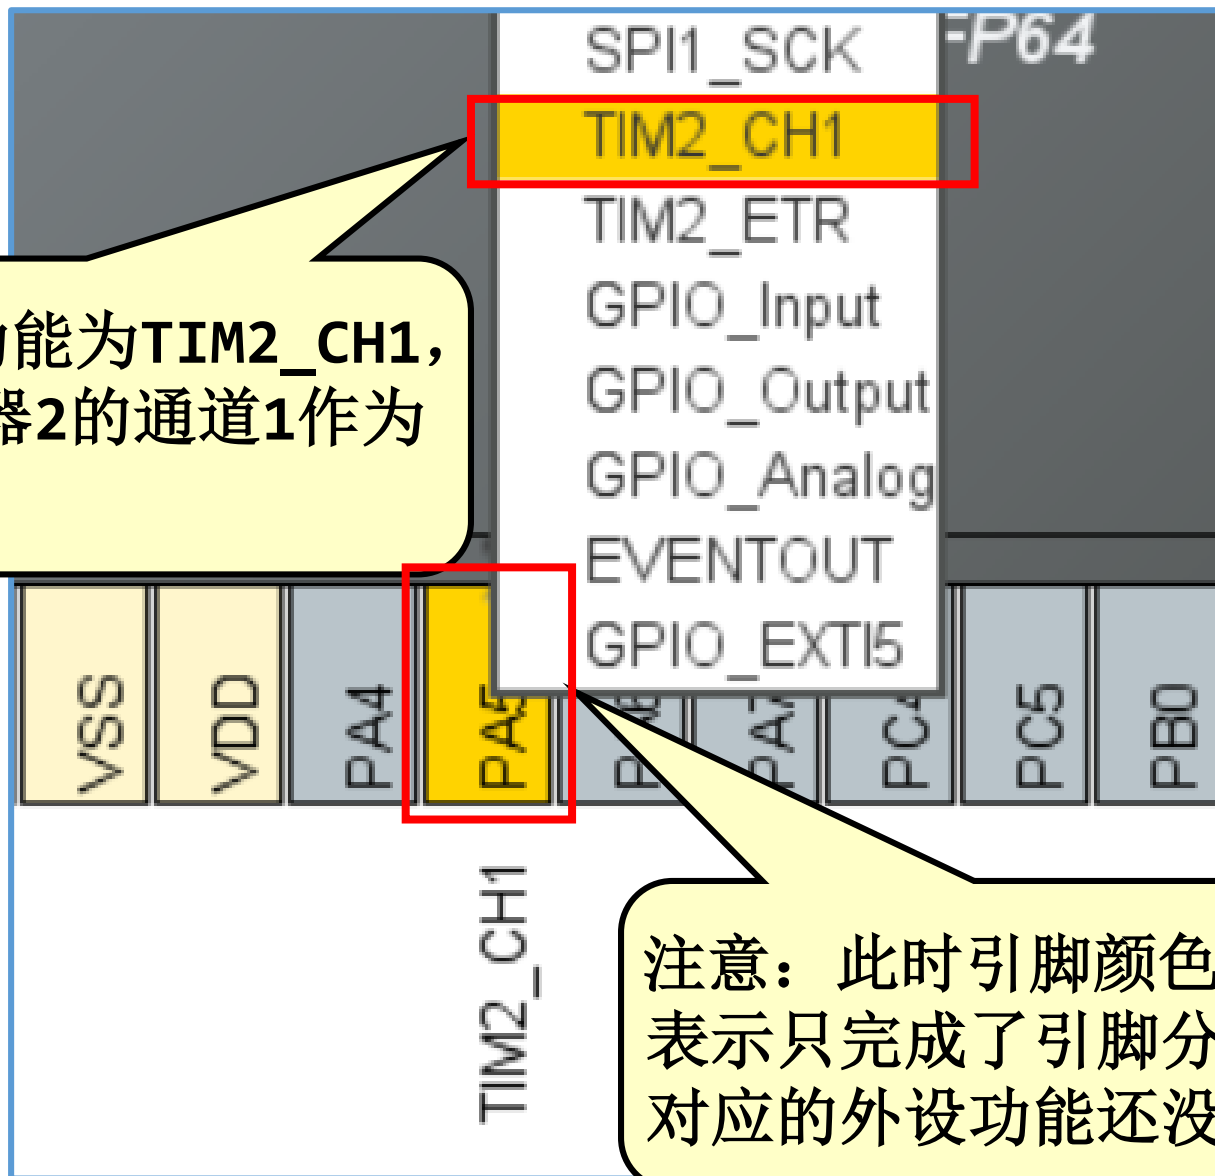 FP64
SPI1_SCK
TIM2_CH1
TIM2_ETR
GPIO_Input
GPIO_Output
GPIO_Analog
EVENTOUT
GPIO_EXTI5
能为TIM2_CH1，
器2的通道1作为
VSS
VDD
PA4
PA5
PA7
PC4
PC5
PB0
TIM2_CH1
注意：此时引脚颜色
表示只完成了引脚分
对应的外设功能还没